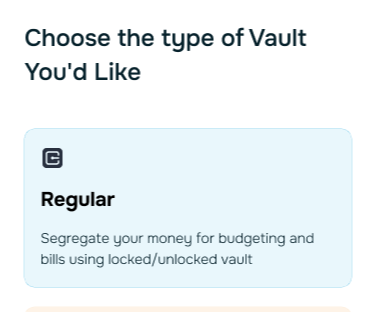 Choose the type of Vault
You'd Like
Regular
Segregate your money for budgeting and
bills using locked/unlocked vault